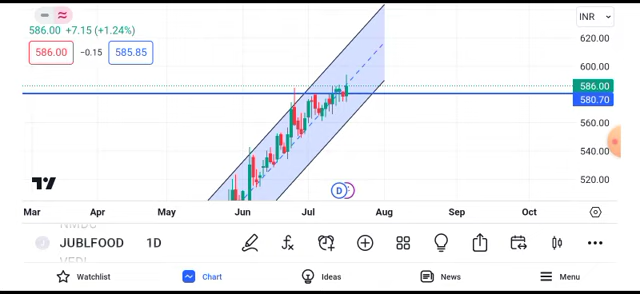 INR
586.00 +7.15 (+1.24%)
620.00
586.00 −0.15 585.85
600.00
586.00
580.70
560.00
540.00
520.00
D
Mar Apr May Jun Jul Aug Sep Oct
NMDC
JUBLFOOD 1D
VEDL
Watchlist Chart Ideas News Menu